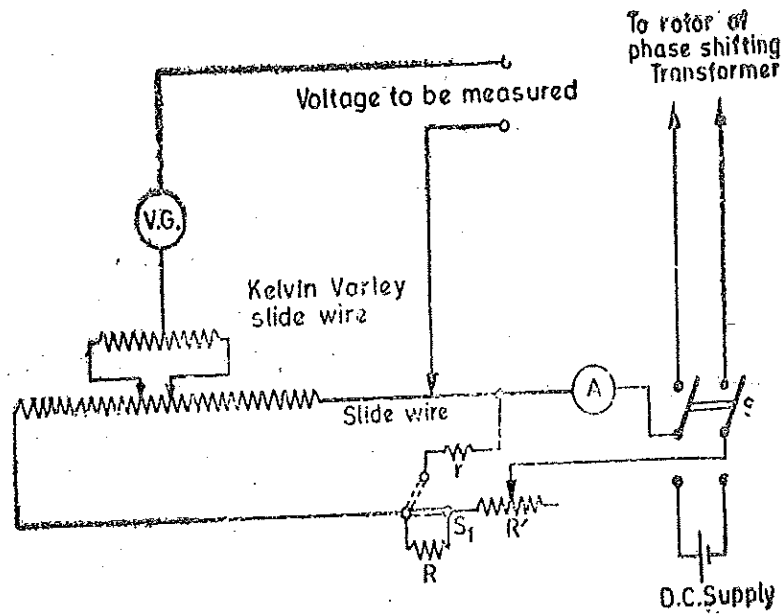 To rotor of
phase shifting
Transformer
Voltage to be measured
V.G.
Kelvin Varley
slide wire
Slide wire
A
S
r
S1
R'
R
D.C. Supply